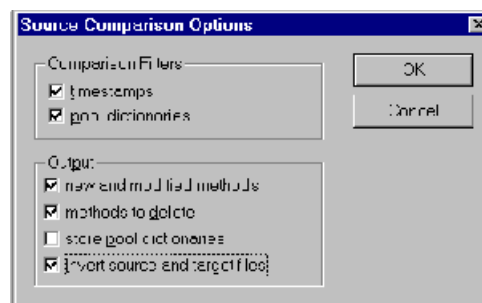 Source Comparison Options
Comparison Filters
timestamps
pool dictionaries
OK
Cancel
Output
new and modified methods
methods to delete
store pool dictionaries
invert source and target files